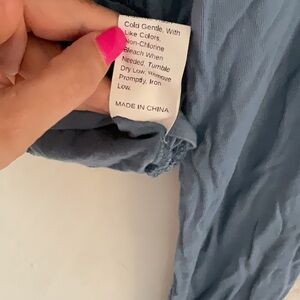 Cold Gentle, With
Like Colors,
Non-Chlorine
Bleach When
Needed, Tumble
Dry Low, Remove
Promptly, Iron
Low,
MADE IN CHINA